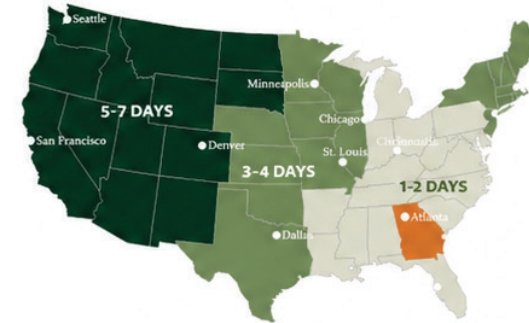 Seattle
Minneapolis
5-7 DAYS
Chicago
San Francisco
Denver
Cincinnati
St. Louis
3-4 DAYS
1-2 DAYS
Atlanta
Dallas